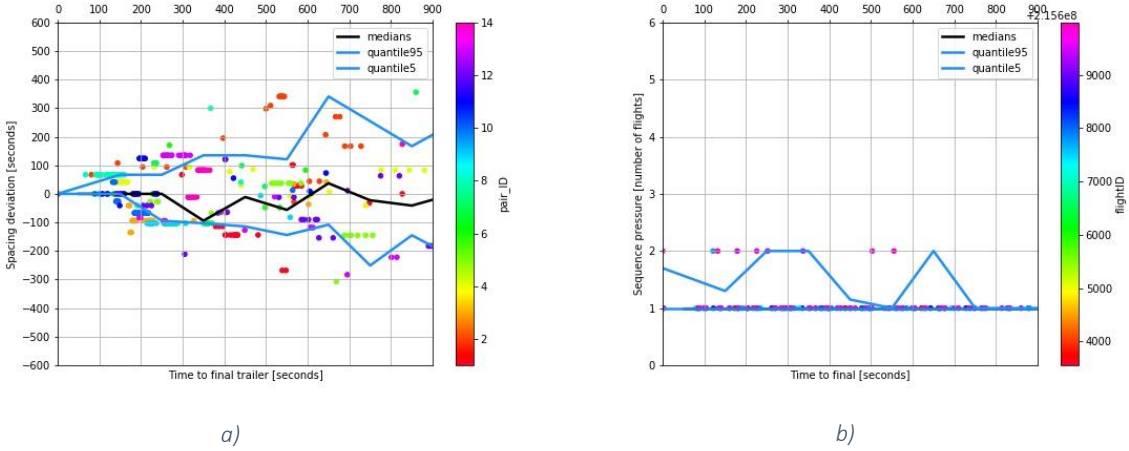 0 100 200 300 400 500 600 700 800 900
600
500
400
300
200
100
0
−100
−200
−300
−400
−500
−600
Spacing deviation [seconds]
medians
quantile95
quantile5
Time to final trailer [seconds]
14
12
10
8
6
4
2
pair_ID
a)
0 100 200 300 400 500 600 700 800 900
+2.156e8
6
5
4
3
2
1
0
Sequence pressure [number of flights]
medians
quantile95
quantile5
Time to final [seconds]
9000
8000
7000
6000
5000
4000
flightID
b)